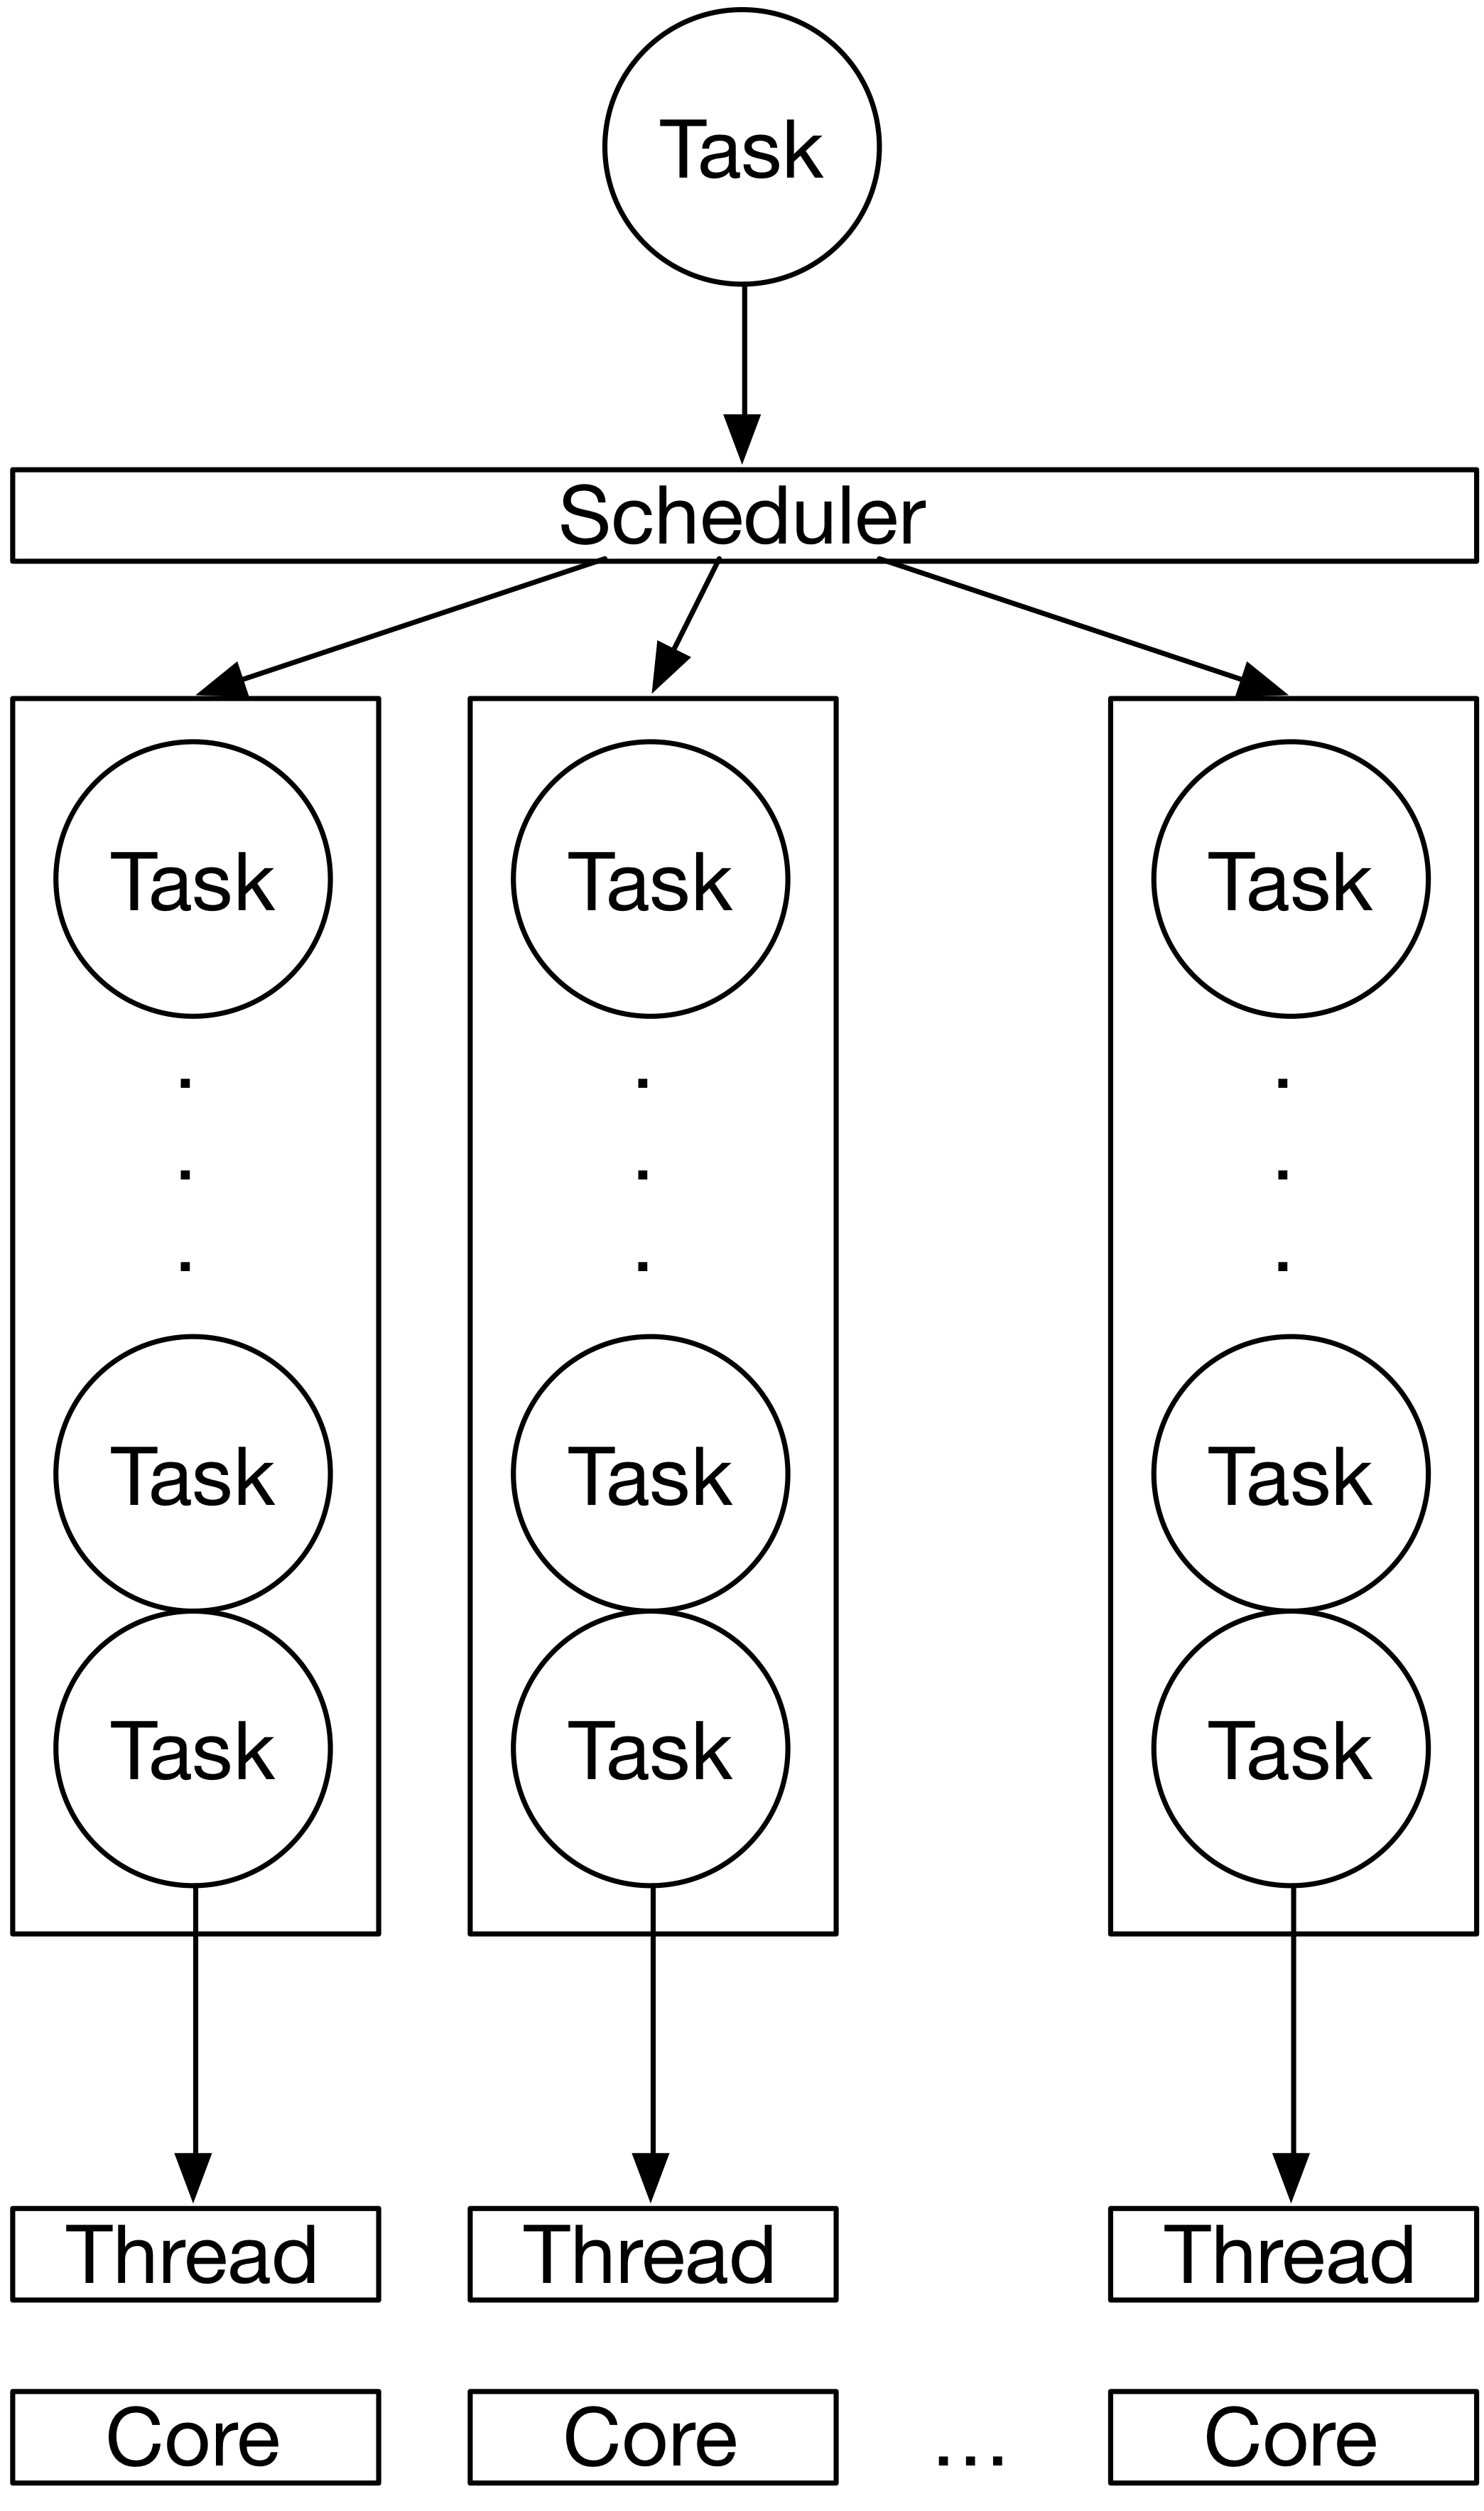 Task
Scheduler
Task Task Task
. . .
. . .
. . .
Task Task Task
Task Task Task
Thread Thread Thread
Core Core ... Core